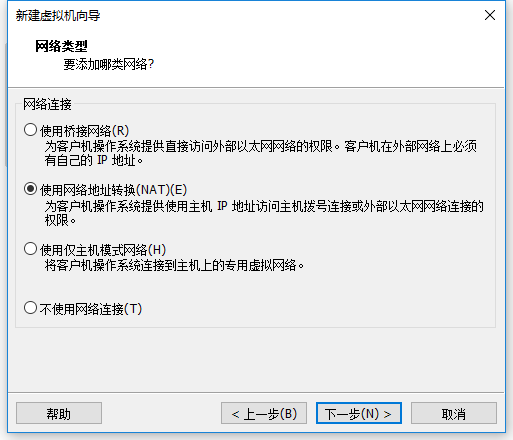 新建虚拟机向导
网络类型
要添加哪类网络?
网络连接
使用桥接网络(R)
为客户机操作系统提供直接访问外部以太网网络的权限。客户机在外部网络上必须
有自己的 IP 地址。
使用网络地址转换(NAT)(E)
为客户机操作系统提供使用主机 IP 地址访问主机拨号连接或外部以太网网络连接的
权限。
使用仅主机模式网络(H)
将客户机操作系统连接到主机上的专用虚拟网络。
不使用网络连接(T)
帮助
< 上一步(B)
下一步(N) >
取消